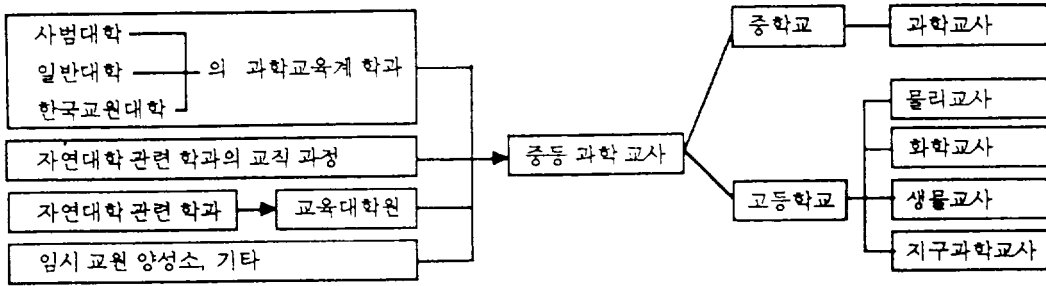 사범대학
일반대학 의 과학교육계 학과
한국교원대학
자연대학 관련 학과의 교직 과정
자연대학 관련 학과 교육대학원
임시 교원 양성소, 기타
중등 과학 교사
중학교 과학교사
고등학교
물리교사
화학교사
생물교사
지구과학교사